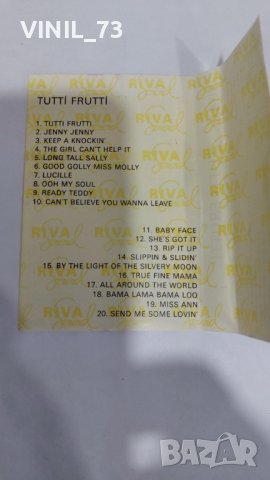 VINIL_73
TUTTİ FRUTTİ
1. TUTTI FRUTTI
2. JENNY JENNY
3. KEEP A KNOCKIN'
4. THE GIRL CAN'T HELP IT
5. LONG TALL SALLY
6. GOOD GOLLY MISS MOLLY
7. LUCILLE
8. OOH MY SOUL
9. READY TEDDY
10. CAN'T BELIEVE YOU WANNA LEAVE
11. BABY FACE
12. SHE'S GOT IT
13. RIP IT UP
14. SLIPPIN & SLIDIN'
15. BY THE LIGHT OF THE SILVERY MOON
16. TRUE FINE MAMA
17. ALL AROUND THE WORLD
18. BAMA LAMA BAMA LOO
19. MISS ANN
20. SEND ME SOME LOVIN'
RIVA Sound
BAZAR